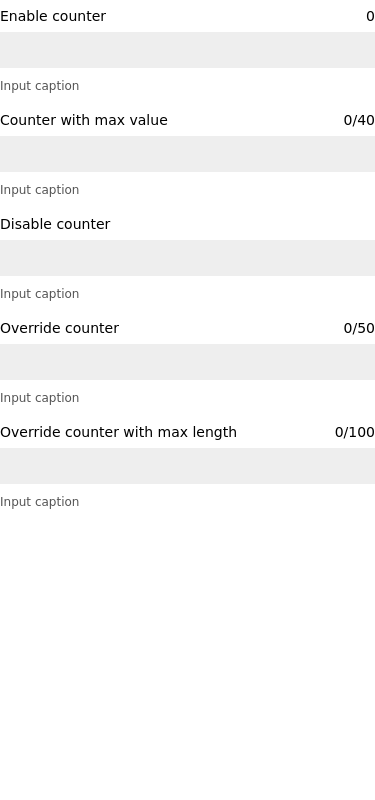 Enable counter 0
Input caption
Counter with max value 0/40
Input caption
Disable counter
Input caption
Override counter 0/50
Input caption
Override counter with max length 0/100
Input caption